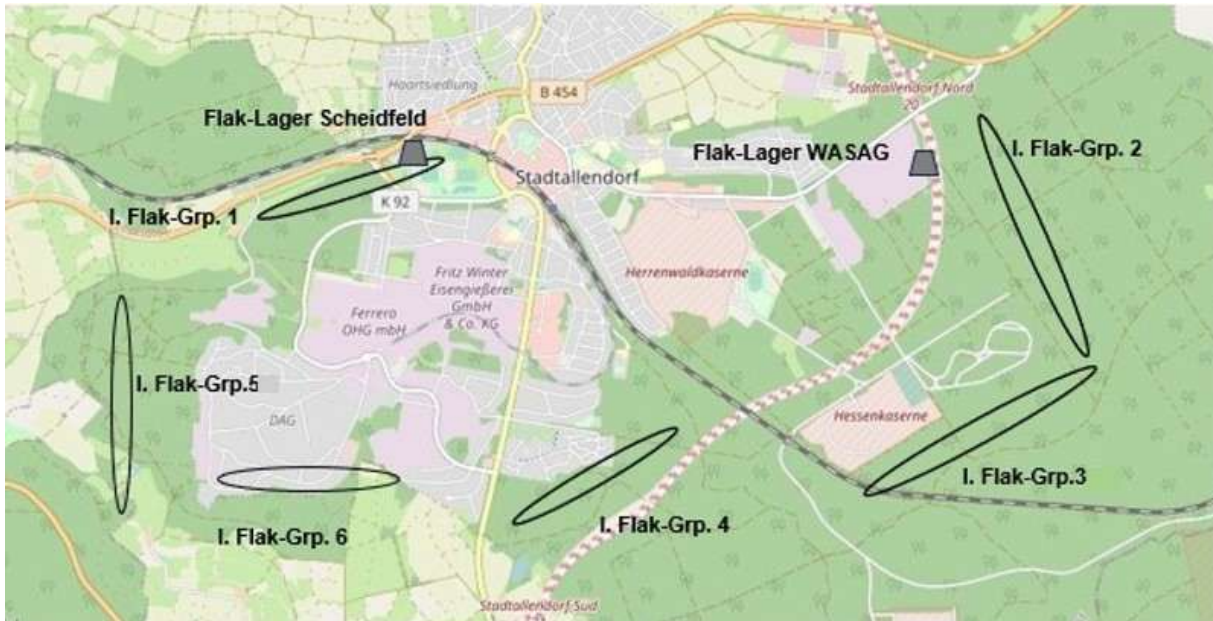 Haartsiedlung
B 454
Stadtallendorf Nord
20
Flak-Lager Scheidfeld
Flak-Lager WASAG
I. Flak-Grp. 2
Stadtallendorf
K 92
I. Flak-Grp. 1
Fritz Winter
Eisengießerei
GmbH
& Co. KG
Herrenwaldkaserne
Ferrero
OHG mbH
I. Flak-Grp.5
DAG
Hessenkaserne
I. Flak-Grp.3
I. Flak-Grp. 4
I. Flak-Grp. 6
Stadtallendorf Süd